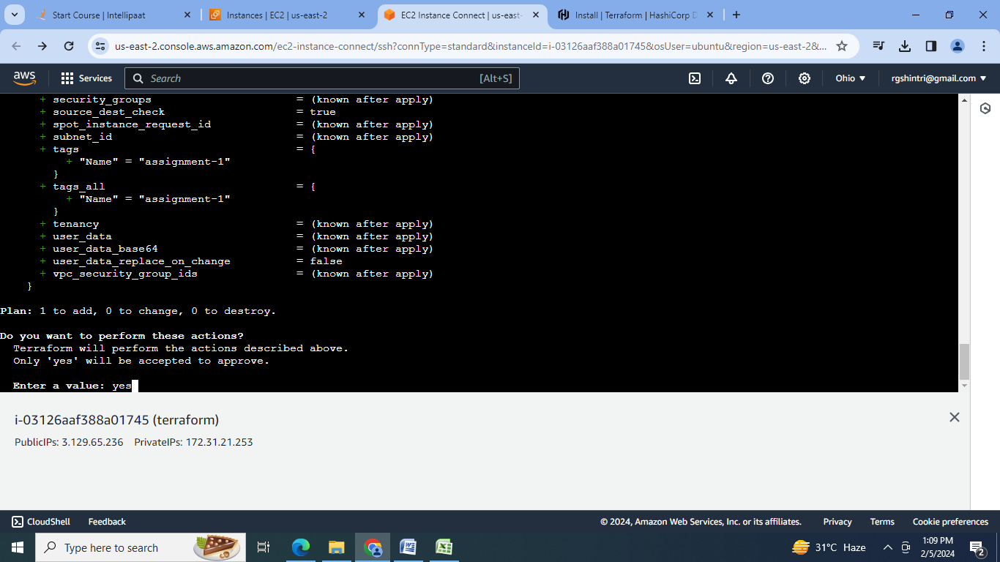 Start Course | Intellipaat
Instances | EC2 | us-east-2
EC2 Instance Connect | us-east-
Install | Terraform | HashiCorp D
us-east-2.console.aws.amazon.com/ec2-instance-connect/ssh?connType=standard&instanceId=i-03126aaf388a01745&osUser=ubuntu&region=us-east-2&...
aws
Services
Search
[Alt+S]
Ohio
rgshintri@gmail.com
+ security_groups = (known after apply)
+ source_dest_check = true
+ spot_instance_request_id = (known after apply)
+ subnet_id = (known after apply)
+ tags = {
+ "Name" = "assignment-1"
}
+ tags_all = {
+ "Name" = "assignment-1"
}
+ tenancy = (known after apply)
+ user_data = (known after apply)
+ user_data_base64 = (known after apply)
+ user_data_replace_on_change = false
+ vpc_security_group_ids = (known after apply)
}
Plan: 1 to add, 0 to change, 0 to destroy.
Do you want to perform these actions?
Terraform will perform the actions described above.
Only 'yes' will be accepted to approve.
Enter a value: yes
i-03126aaf388a01745 (terraform)
PublicIPs: 3.129.65.236 PrivateIPs: 172.31.21.253
CloudShell
Feedback
© 2024, Amazon Web Services, Inc. or its affiliates.
Privacy
Terms
Cookie preferences
Type here to search
31°C Haze
1:09 PM
2/5/2024
2